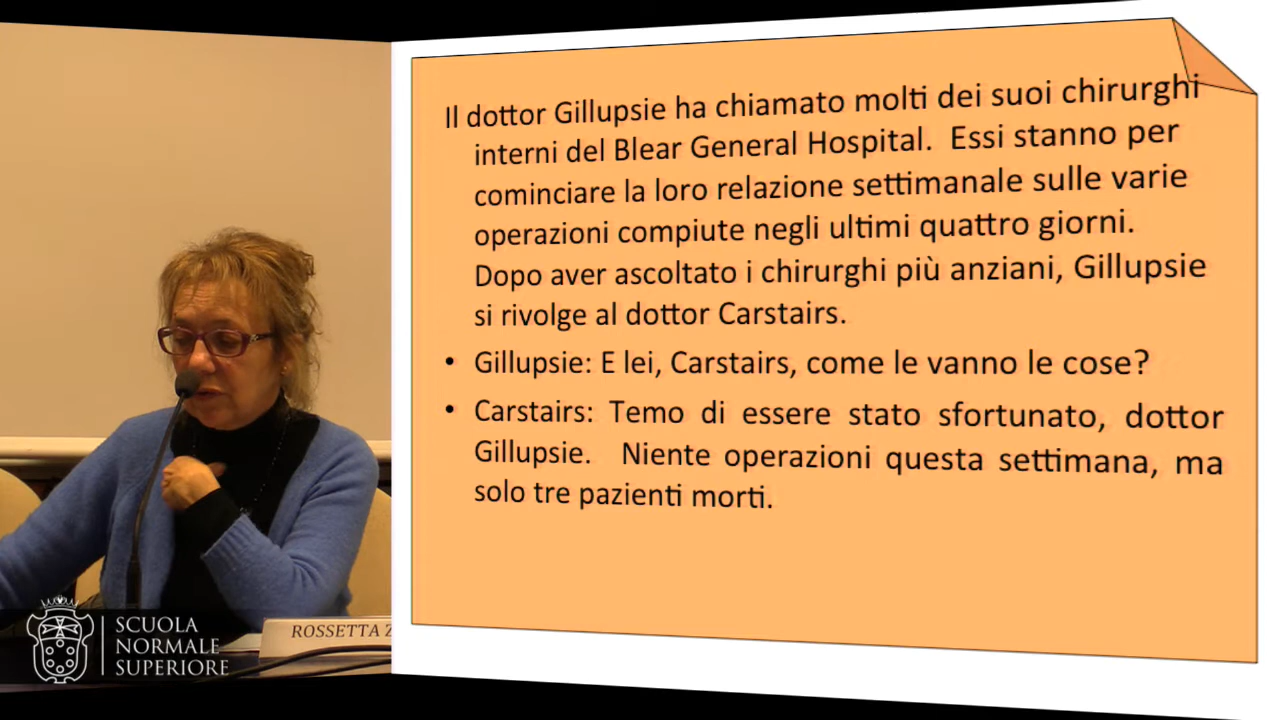 Il dottor Gillupsie ha chiamato molti dei suoi chirurghi
interni del Blear General Hospital. Essi stanno per
cominciare la loro relazione settimanale sulle varie
operazioni compiute negli ultimi quattro giorni.
Dopo aver ascoltato i chirurghi più anziani, Gillupsie
si rivolge al dottor Carstairs.
• Gillupsie: E lei, Carstairs, come le vanno le cose?
• Carstairs: Temo di essere stato sfortunato, dottor
Gillupsie. Niente operazioni questa settimana, ma
solo tre pazienti morti.
ROSSETTA Z
SCUOLA
NORMALE
SUPERIORE